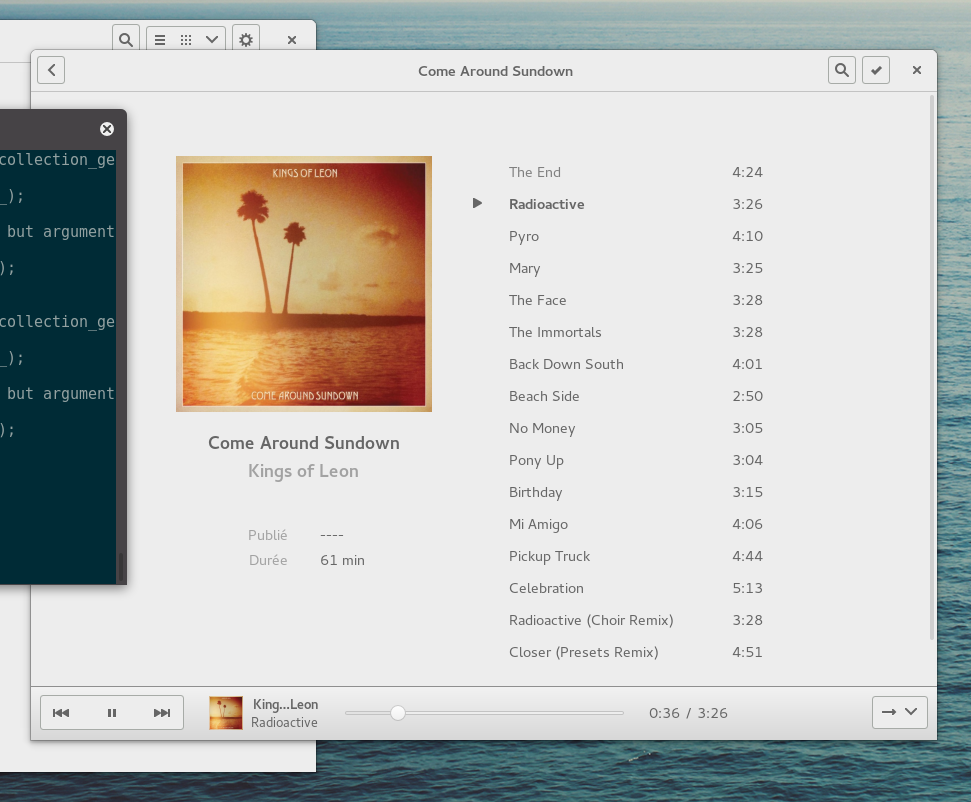 Come Around Sundown
collection_ge
_);
but argument
);
collection_ge
_);
but argument
);
KINGS OF LEON
COME AROUND SUNDOWN
Come Around Sundown
Kings of Leon
Publié ----
Durée 61 min
The End 4:24
Radioactive 3:26
Pyro 4:10
Mary 3:25
The Face 3:28
The Immortals 3:28
Back Down South 4:01
Beach Side 2:50
No Money 3:05
Pony Up 3:04
Birthday 3:15
Mi Amigo 4:06
Pickup Truck 4:44
Celebration 5:13
Radioactive (Choir Remix) 3:28
Closer (Presets Remix) 4:51
King...Leon
Radioactive
0:36 / 3:26